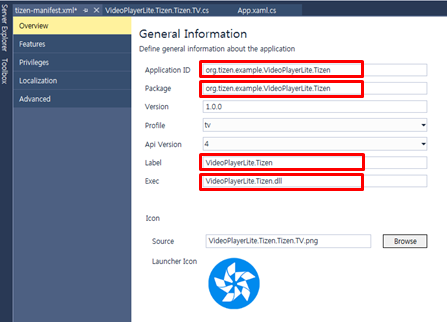 tizen-manifest.xml*
VideoPlayerLite.Tizen.Tizen.TV.cs
App.xaml.cs
Server Explorer
Toolbox
Overview
Features
Privileges
Localization
Advanced
General Information
Define general information about the application
Application ID org.tizen.example.VideoPlayerLite.Tizen
Package org.tizen.example.VideoPlayerLite.Tizen
Version 1.0.0
Profile tv
Api Version 4
Label VideoPlayerLite.Tizen
Exec VideoPlayerLite.Tizen.dll
Icon
Source VideoPlayerLite.Tizen.Tizen.TV.png Browse
Launcher Icon